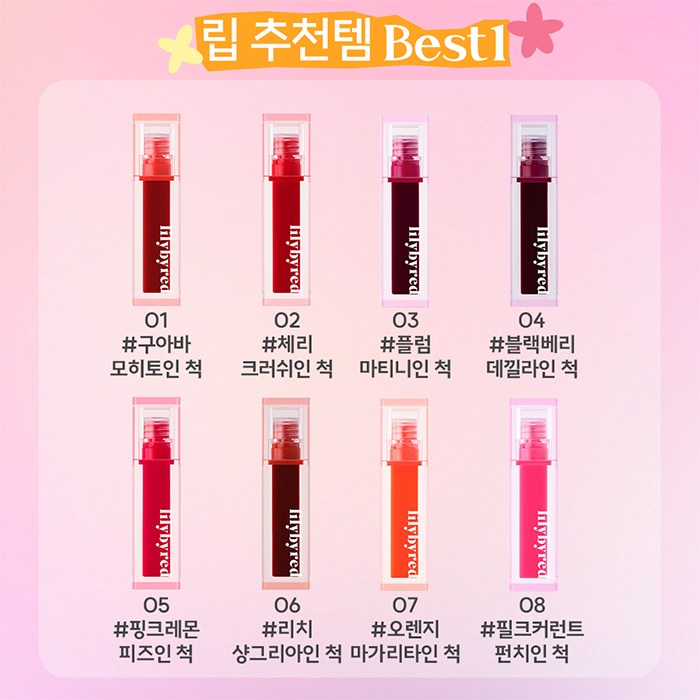 립 추천템 Best1
lilybyred
lilybyred
lilybyred
lilybyred
01
#구아바
모히토인 척
02
#체리
크러쉬인 척
03
#플럼
마티니인 척
04
#블랙베리
데낄라인 척
lilybyred
lilybyred
lilybyred
lilybyred
05
#핑크레몬
피즈인 척
06
#리치
샹그리아인 척
07
#오렌지
마가리타인 척
08
#필크커런트
펀치인 척